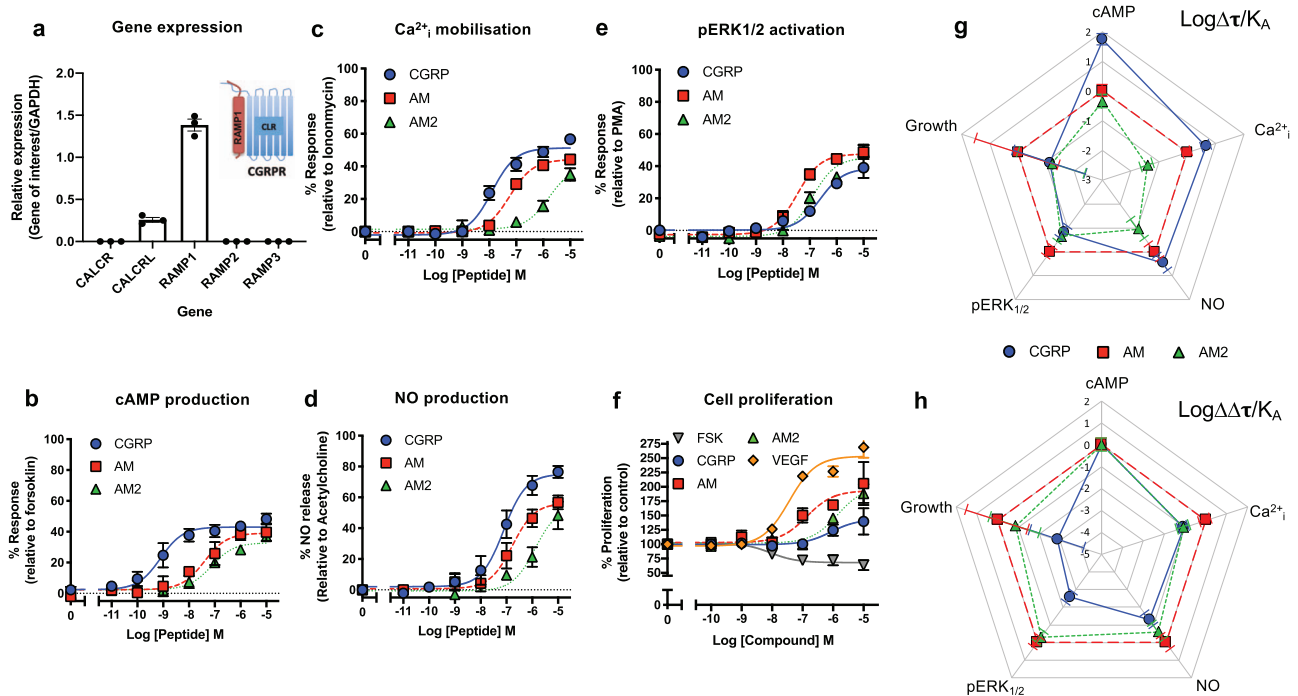 a Gene expression
Relative expression
(Gene of interest/GAPDH)
2.0
1.5
1.0
0.5
0.0
RAMP1
CLR
CGRPR
CALCR
CALCRL
RAMP1
RAMP2
RAMP3
Gene
c Ca2+i mobilisation
CGRP
AM
AM2
% Response
(relative to Ionomycin)
100
80
60
40
20
0
0 -11 -10 -9 -8 -7 -6 -5
Log [Peptide] M
e pERK1/2 activation
CGRP
AM
AM2
% Response
(relative to PMA)
100
80
60
40
20
0
0 -11 -10 -9 -8 -7 -6 -5
Log [Peptide] M
g LogΔτ/KA
cAMP
2
1
0
-1
-2
-3
Growth
Ca2+i
pERK1/2
NO
CGRP AM AM2
b cAMP production
CGRP
AM
AM2
% Response
(relative to forskolin)
100
80
60
40
20
0
0 -11 -10 -9 -8 -7 -6 -5
Log [Peptide] M
d NO production
CGRP
AM
AM2
% NO release
(Relative to Acetylcholine)
100
80
60
40
20
0
0 -11 -10 -9 -8 -7 -6 -5
Log [Peptide] M
f Cell proliferation
FSK AM2
CGRP VEGF
AM
% Proliferation
(relative to control)
275
250
225
200
175
150
125
100
75
50
0
0 -10 -9 -8 -7 -6 -5
Log [Compound] M
h LogΔΔτ/KA
cAMP
2
1
0
-1
-2
-3
-4
-5
Growth
Ca2+i
pERK1/2
NO